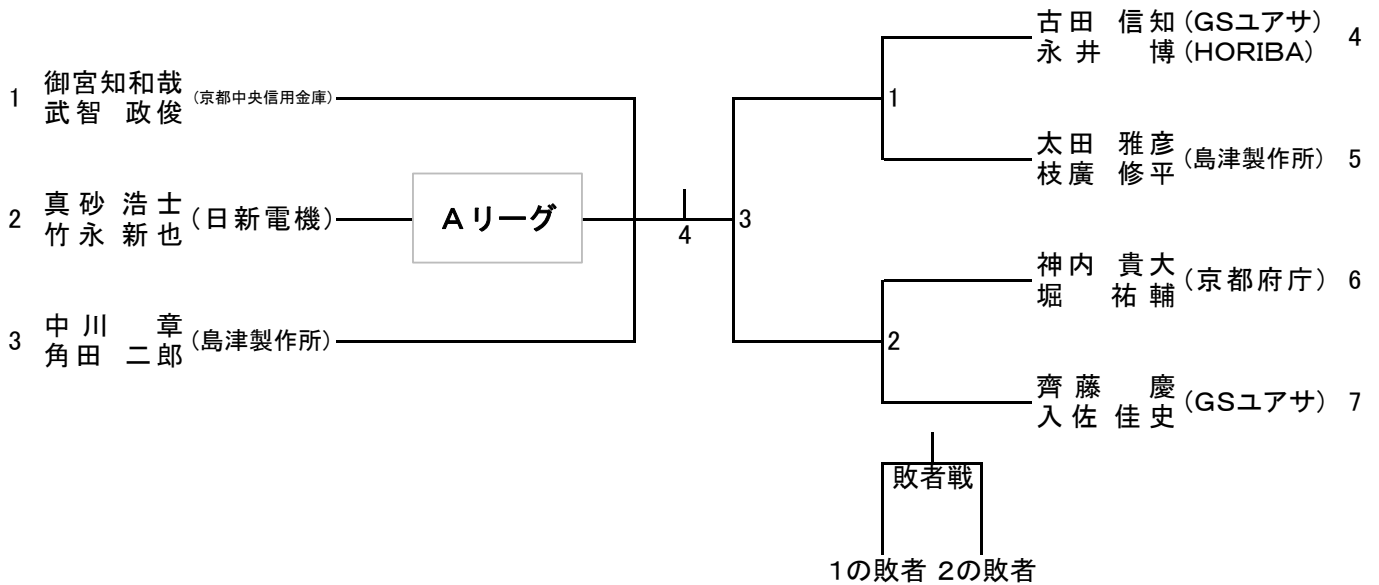 1 御宮知和哉 (京都中央信用金庫)
武智 政俊
2 真砂 浩士 (日新電機)
竹永 新也
3 中川 章 (島津製作所)
角田 二郎
Aリーグ
4
3
1
2
古田 信知 (GSユアサ) 4
永井 博 (HORIBA)
太田 雅彦 (島津製作所) 5
枝廣 修平
神内 貴大 (京都府庁) 6
堀 祐輔
齊藤 慶 (GSユアサ) 7
入佐 佳史
敗者戦
1の敗者 2の敗者